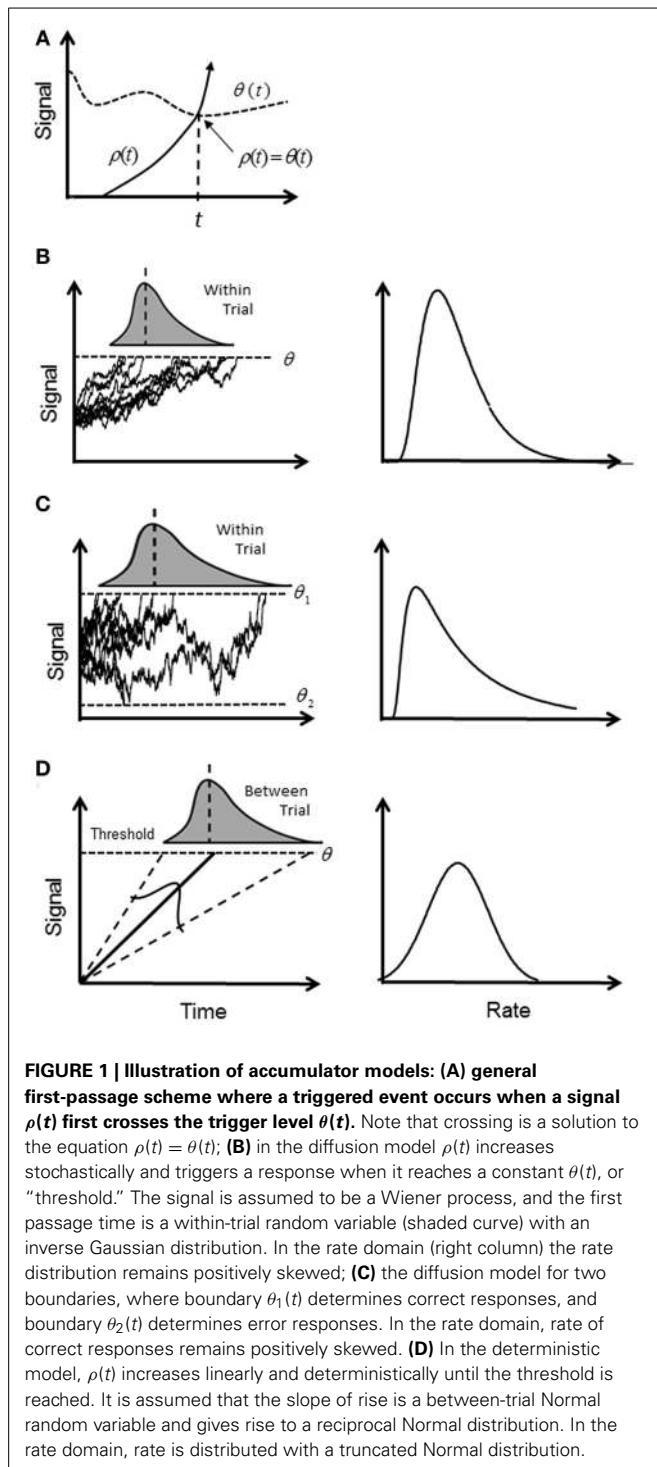 A
Signal
θ(t)
ρ(t)
ρ(t)=θ(t)
t
B
Within
Trial
Signal
θ
C
Within
Trial
Signal
θ1
θ2
D
Between
Trial
Threshold
θ
Signal
Time
Rate
FIGURE 1 | Illustration of accumulator models: (A) general
first-passage scheme where a triggered event occurs when a signal
ρ(t) first crosses the trigger level θ(t). Note that crossing is a solution to
the equation ρ(t) = θ(t); (B) in the diffusion model ρ(t) increases
stochastically and triggers a response when it reaches a constant θ(t), or
“threshold.” The signal is assumed to be a Wiener process, and the first
passage time is a within-trial random variable (shaded curve) with an
inverse Gaussian distribution. In the rate domain (right column) the rate
distribution remains positively skewed; (C) the diffusion model for two
boundaries, where boundary θ1(t) determines correct responses, and
boundary θ2(t) determines error responses. In the rate domain, rate of
correct responses remains positively skewed. (D) In the deterministic
model, ρ(t) increases linearly and deterministically until the threshold is
reached. It is assumed that the slope of rise is a between-trial Normal
random variable and gives rise to a reciprocal Normal distribution. In the
rate domain, rate is distributed with a truncated Normal distribution.